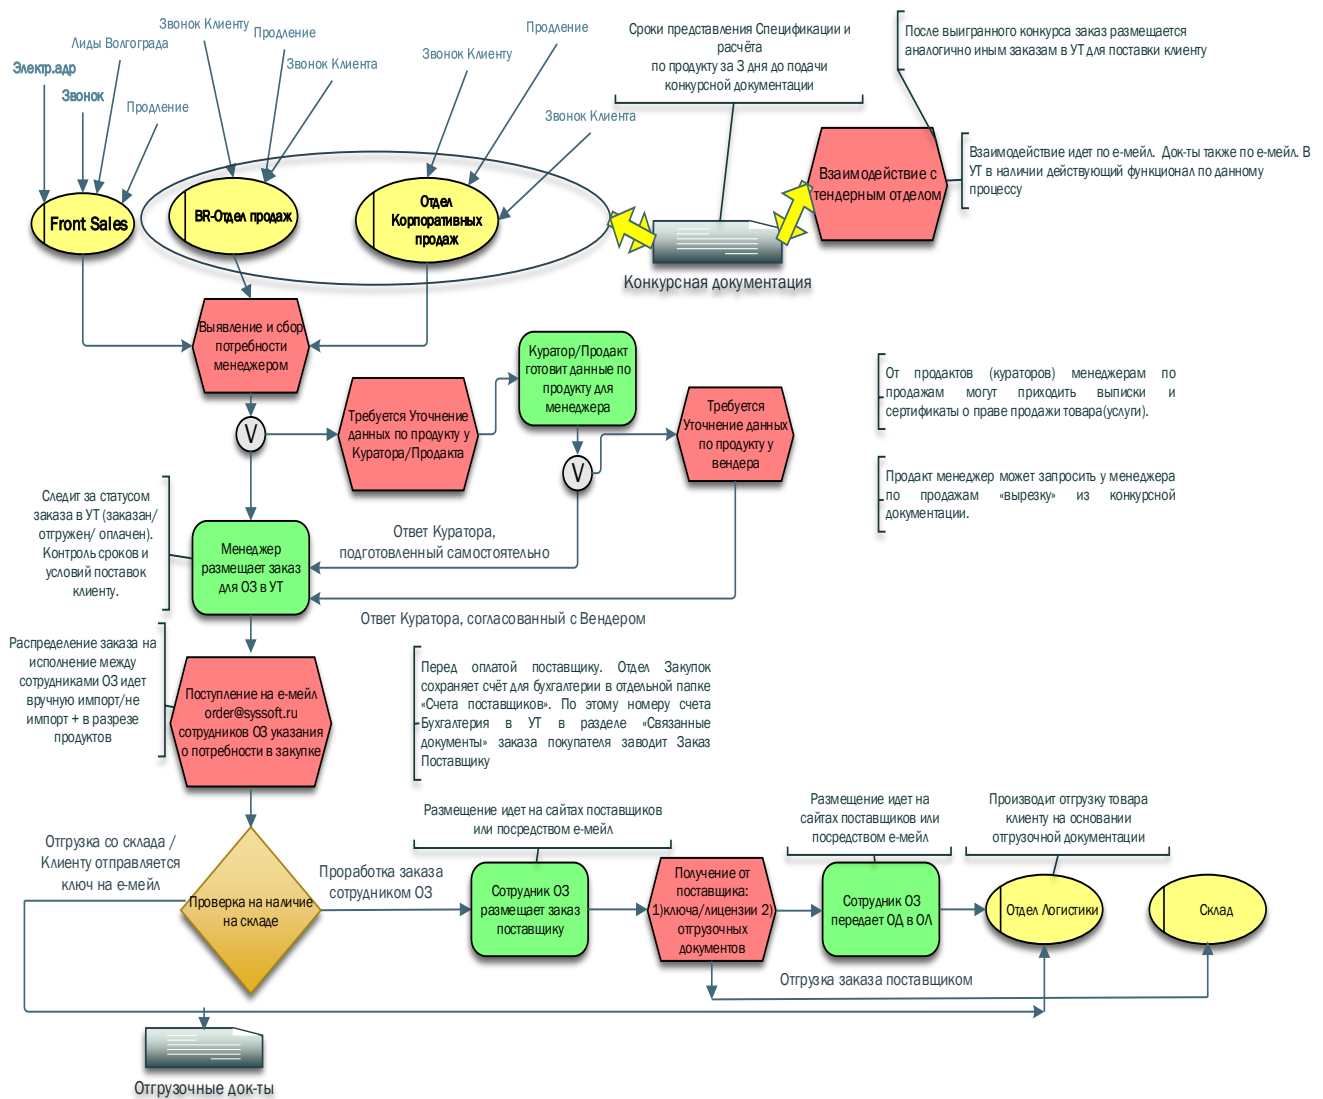 Звонок Клиенту
Продление
Лиды Волгограда
Электр.адр
Звонок
Продление
Звонок Клиента
Звонок Клиенту
Продление
Звонок Клиента
Сроки представления Спецификации и
расчёта
по продукту за 3 дня до подачи
конкурсной документации
После выигранного конкурса заказ размещается
аналогично иным заказам в УТ для поставки клиенту
Взаимодействие с
тендерным отделом
Взаимодействие идет по е-мейл. Док-ты также по е-мейл. В
УТ в наличии действующий функционал по данному
процессу
Front Sales
BR-Отдел продаж
Отдел
Корпоративных
продаж
Конкурсная документация
Выявление и сбор
потребности
менеджером
V
Требуется Уточнение
данных по продукту у
Куратора/Продакта
Куратор/Продакт
готовит данные по
продукту для
менеджера
V
Требуется
Уточнение данных
по продукту у
вендера
От продактов (кураторов) менеджерам по
продажам могут приходить выписки и
сертификаты о праве продажи товара(услуги).
Продакт менеджер может запросить у менеджера
по продажам «вырезку» из конкурсной
документации.
Следит за статусом
заказа в УТ (заказан/
отгружен/ оплачен).
Контроль сроков и
условий поставок
клиенту.
Менеджер
размещает заказ
для ОЗ в УТ
Ответ Куратора,
подготовленный самостоятельно
Ответ Куратора, согласованный с Вендером
Распределение заказа на
исполнение между
сотрудниками ОЗ идет
вручную импорт/не
импорт + в разрезе
продуктов
Поступление на е-мейл
order@syssoft.ru
сотрудников ОЗ указания
о потребности в закупке
Перед оплатой поставщику. Отдел Закупок
сохраняет счёт для бухгалтерии в отдельной папке
«Счета поставщиков». По этому номеру счета
Бухгалтерия в УТ в разделе «Связанные
документы» заказа покупателя заводит Заказ
Поставщику
Отгрузка со склада /
Клиенту отправляется
ключ на е-мейл
Проверка на наличие
на складе
Проработка заказа
сотрудником ОЗ
Размещение идет на сайтах поставщиков
или посредством е-мейл
Сотрудник ОЗ
размещает заказ
поставщику
Получение от
поставщика:
1)ключа/лицензии 2)
отгрузочных
документов
Размещение идет на
сайтах поставщиков или
посредством е-мейл
Сотрудник ОЗ
передает ОД в ОЛ
Производит отгрузку товара
клиенту на основании
отгрузочной документации
Отдел Логистики
Склад
Отгрузка заказа поставщиком
Отгрузочные док-ты